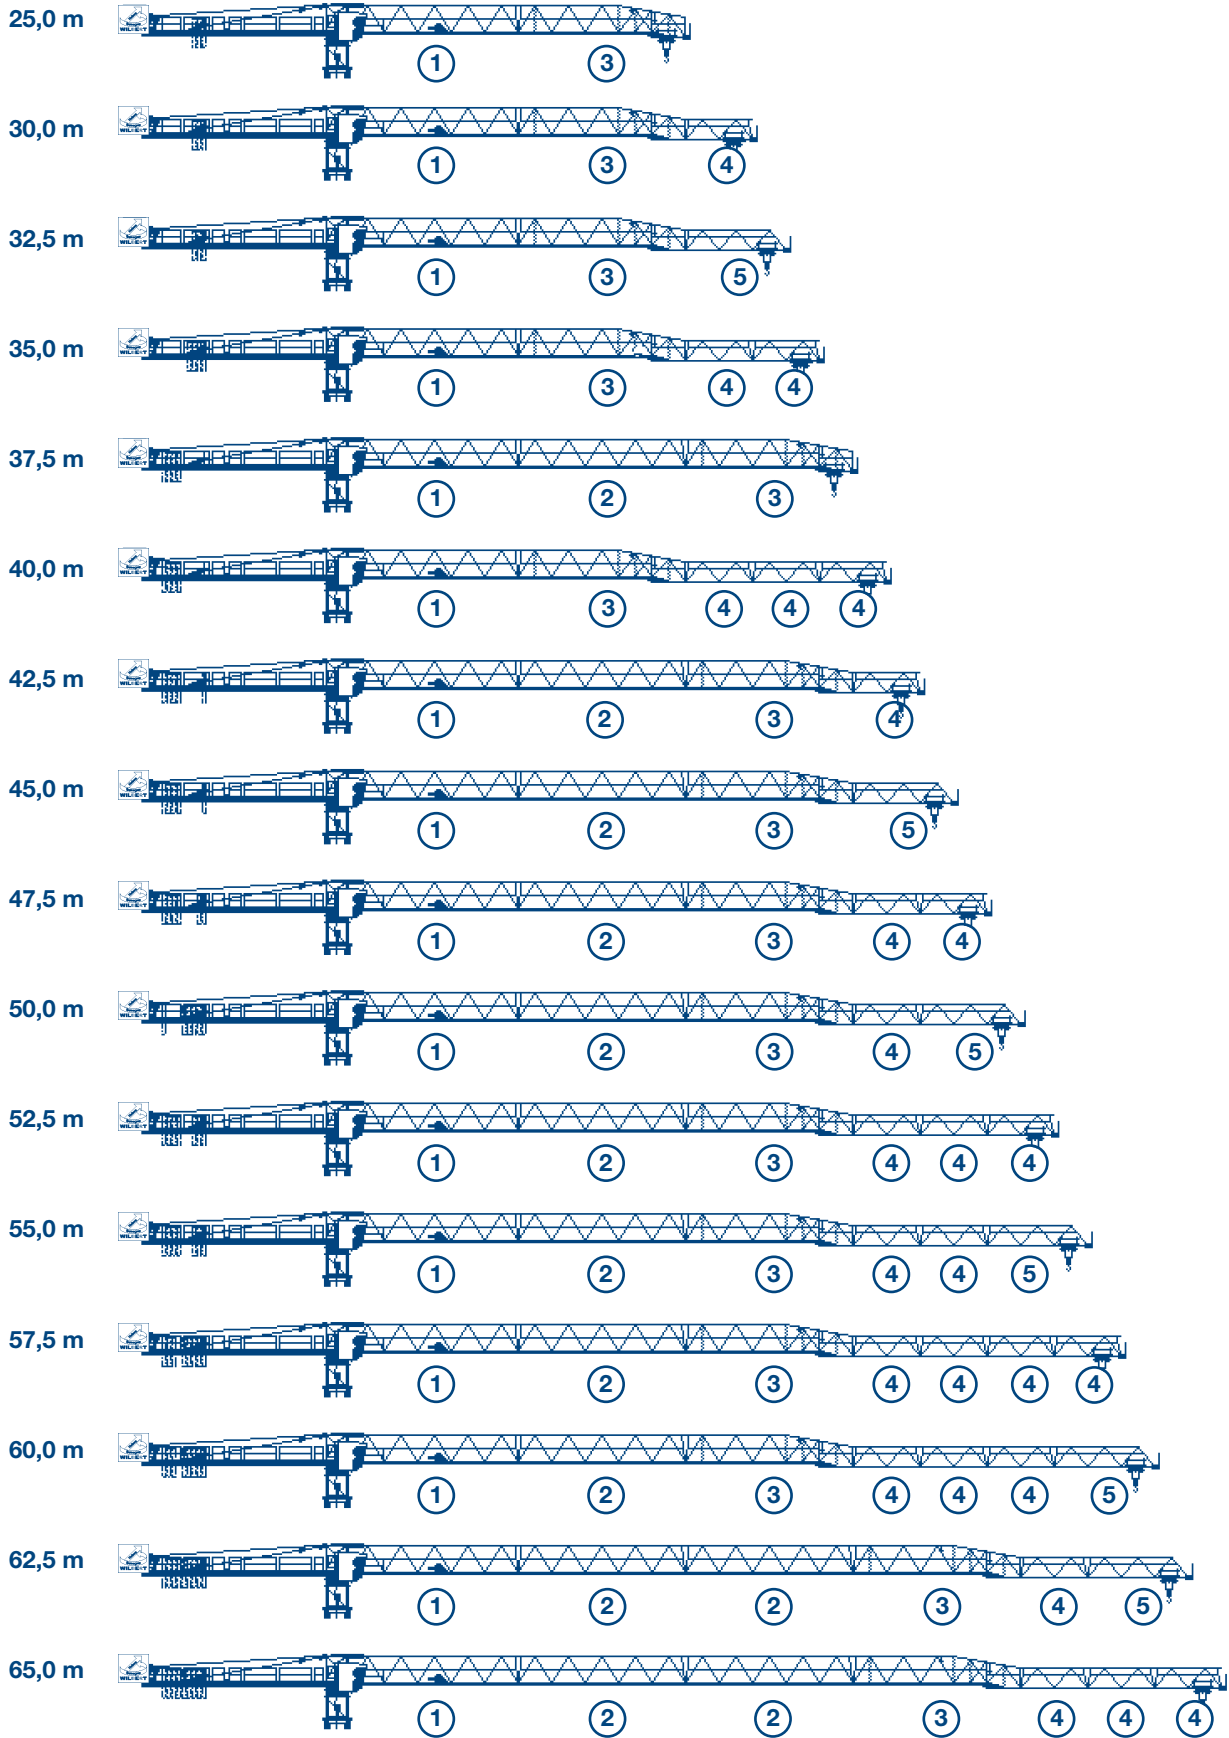 25,0 m
1 3
30,0 m
1 3 4
32,5 m
1 3 5
35,0 m
1 3 4 4
37,5 m
1 2 3
40,0 m
1 3 4 4 4
42,5 m
1 2 3 4
45,0 m
1 2 3 5
47,5 m
1 2 3 4 4
50,0 m
1 2 3 4 5
52,5 m
1 2 3 4 4 4
55,0 m
1 2 3 4 4 5
57,5 m
1 2 3 4 4 4 4
60,0 m
1 2 3 4 4 4 5
62,5 m
1 2 2 3 4 5
65,0 m
1 2 2 3 4 4 4